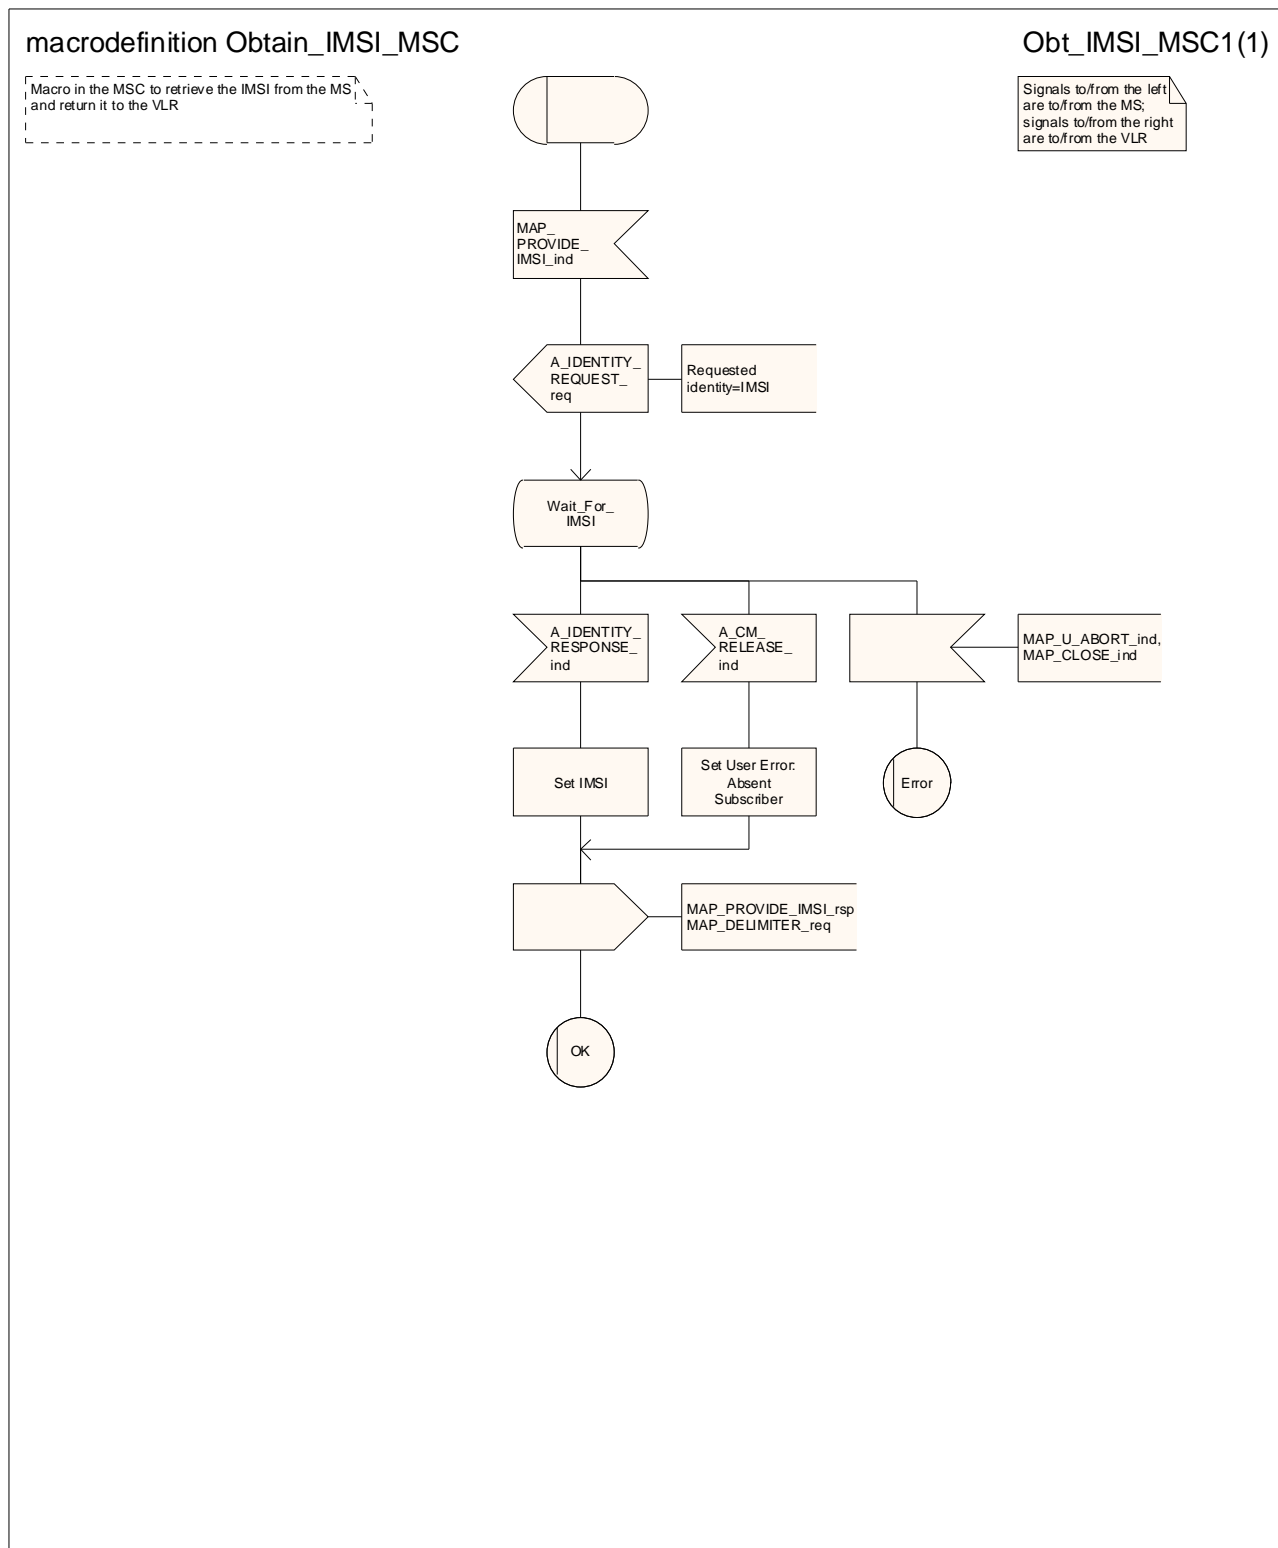 macrodefinition Obtain_IMSI_MSC
Obt_IMSI_MSC1(1)
Macro in the MSC to retrieve the IMSI from the MS
and return it to the VLR
Signals to/from the left
are to/from the MS;
signals to/from the right
are to/from the VLR
MAP_
PROVIDE_
IMSI_ind
A_IDENTITY_
REQUEST_
req
Requested
identity=IMSI
Wait_For_
IMSI
A_IDENTITY_
RESPONSE_
ind
A_CM_
RELEASE_
ind
MAP_U_ABORT_ind,
MAP_CLOSE_ind
Set IMSI
Set User Error:
Absent
Subscriber
Error
MAP_PROVIDE_IMSI_rsp
MAP_DELIMITER_req
OK